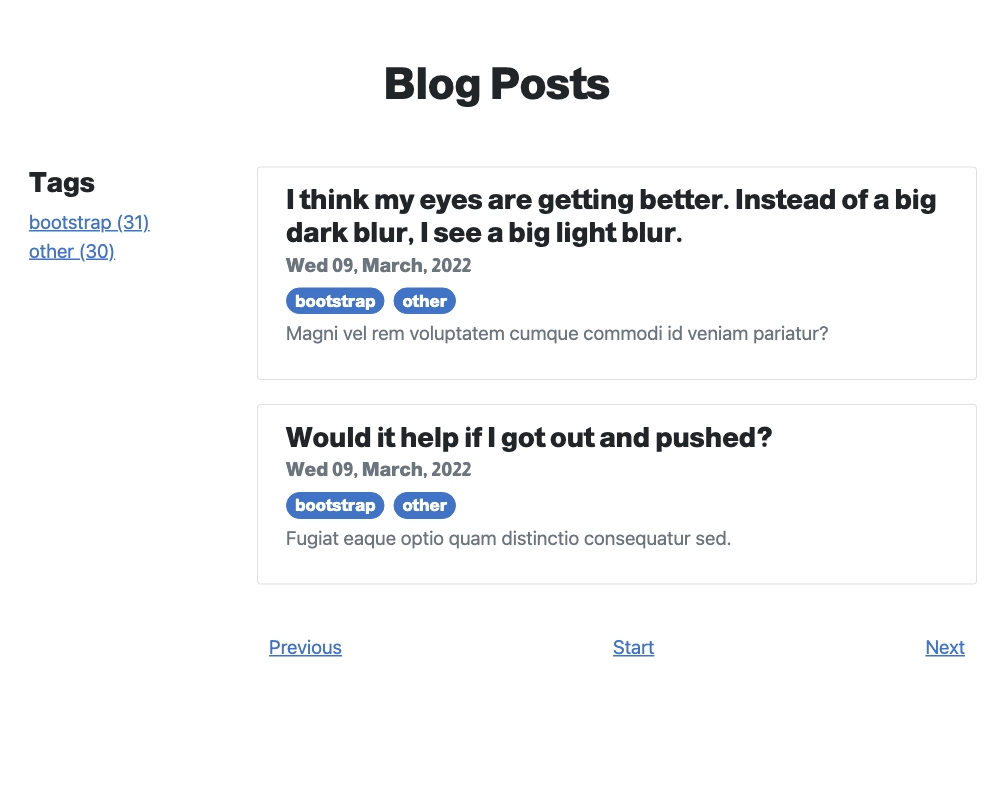 Blog Posts
Tags
bootstrap (31)
other (30)
I think my eyes are getting better. Instead of a big
dark blur, I see a big light blur.
Wed 09, March, 2022
bootstrap other
Magni vel rem voluptatem cumque commodi id veniam pariatur?
Would it help if I got out and pushed?
Wed 09, March, 2022
bootstrap other
Fugiat eaque optio quam distinctio consequatur sed.
Previous Start Next